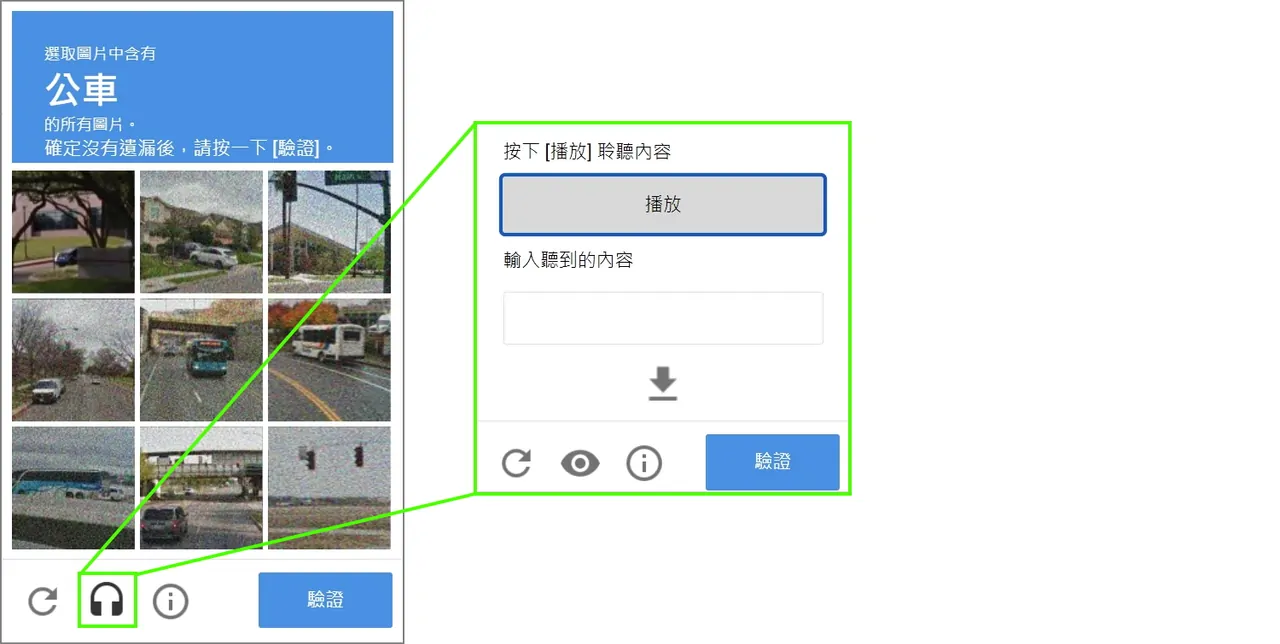 選取圖片中含有
公車
的所有圖片。
確定沒有遺漏後，請按一下 [驗證]。
驗證
按下 [播放] 聆聽內容
播放
輸入聽到的內容
驗證